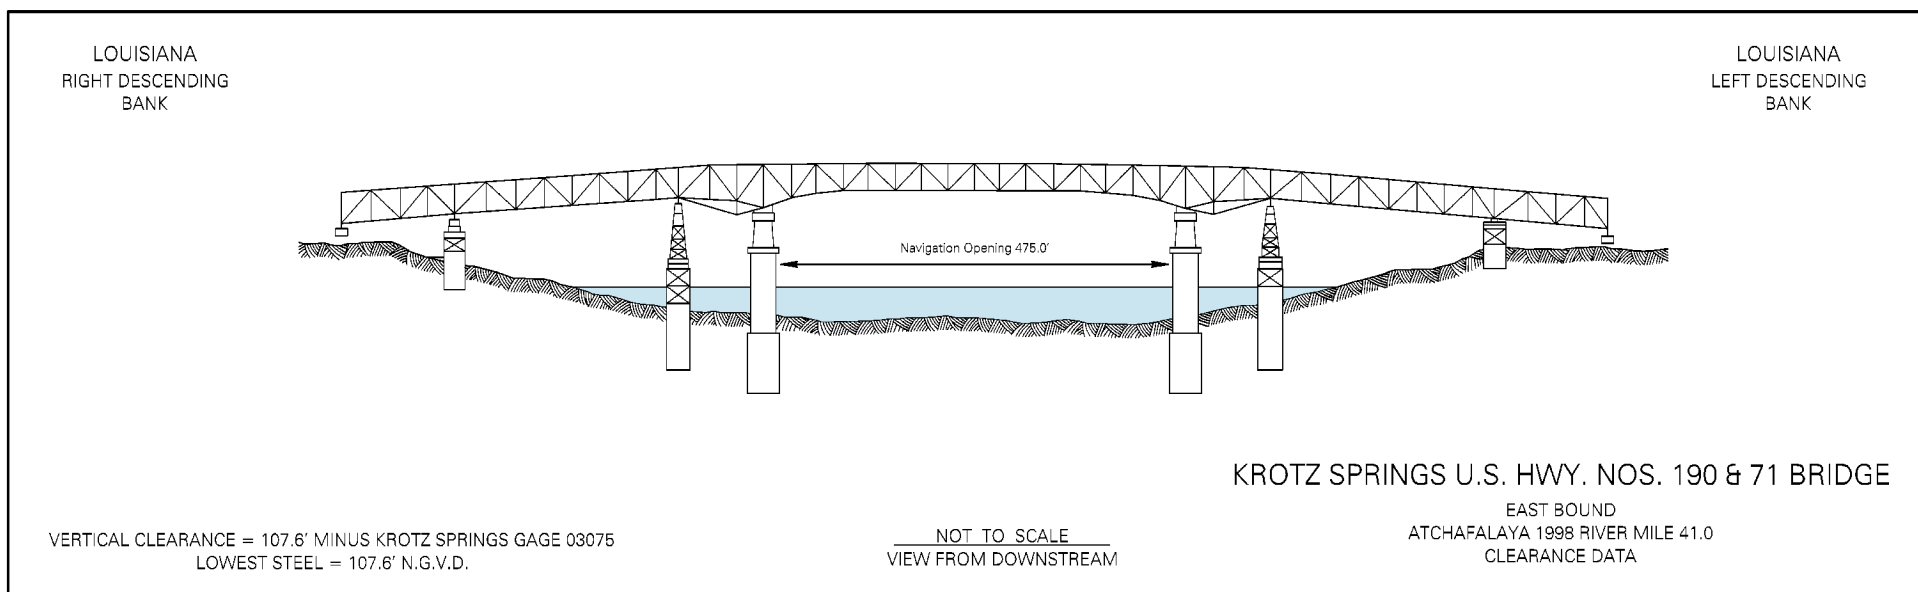 LOUISIANA
RIGHT DESCENDING
BANK
LOUISIANA
LEFT DESCENDING
BANK
Navigation Opening 475.0'
KROTZ SPRINGS U.S. HWY. NOS. 190 & 71 BRIDGE
EAST BOUND
ATCHAFALAYA 1998 RIVER MILE 41.0
CLEARANCE DATA
VERTICAL CLEARANCE = 107.6' MINUS KROTZ SPRINGS GAGE 03075
LOWEST STEEL = 107.6' N.G.V.D.
NOT TO SCALE
VIEW FROM DOWNSTREAM